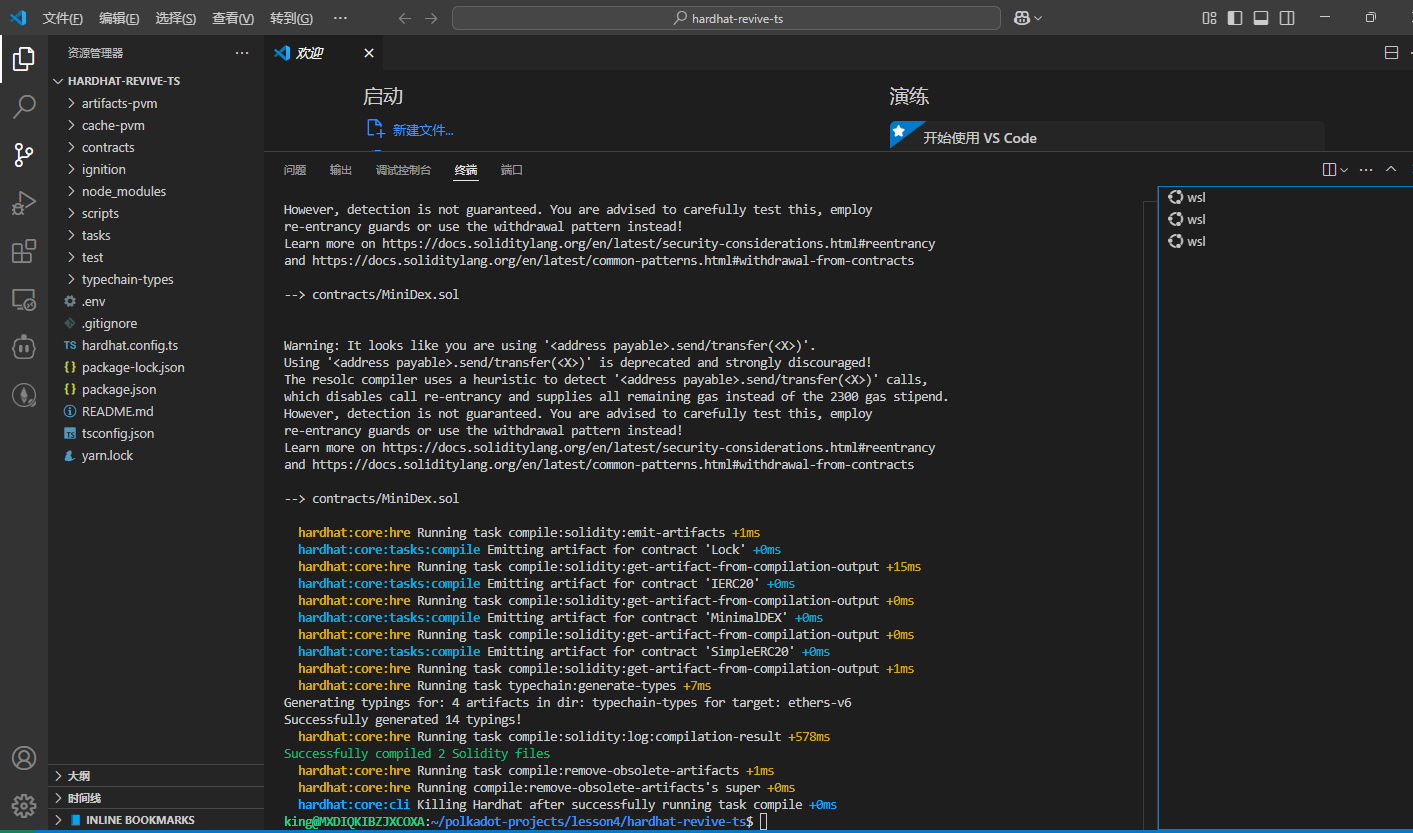 文件(F) 编辑(E) 选择(S) 查看(V) 转到(G) ···
hardhat-revive-ts
资源管理器 ···
HARDHAT-REVIVE-TS
artifacts-pvm
cache-pvm
contracts
ignition
node_modules
scripts
tasks
test
typechain-types
.env
.gitignore
TS hardhat.config.ts
{} package-lock.json
{} package.json
README.md
TS tsconfig.json
yarn.lock
大纲
时间线
INLINE BOOKMARKS
欢迎
启动
新建文件...
演练
开始使用 VS Code
问题 输出 调试控制台 终端 端口
However, detection is not guaranteed. You are advised to carefully test this, employ
re-entrancy guards or use the withdrawal pattern instead!
Learn more on https://docs.soliditylang.org/en/latest/security-considerations.html#reentrancy
and https://docs.soliditylang.org/en/latest/common-patterns.html#withdrawal-from-contracts
--> contracts/MiniDex.sol
Warning: It looks like you are using '<address payable>.send/transfer(<X>)'.
Using '<address payable>.send/transfer(<X>)' is deprecated and strongly discouraged!
The resolc compiler uses a heuristic to detect '<address payable>.send/transfer(<X>)' calls,
which disables call re-entrancy and supplies all remaining gas instead of the 2300 gas stipend.
However, detection is not guaranteed. You are advised to carefully test this, employ
re-entrancy guards or use the withdrawal pattern instead!
Learn more on https://docs.soliditylang.org/en/latest/security-considerations.html#reentrancy
and https://docs.soliditylang.org/en/latest/common-patterns.html#withdrawal-from-contracts
--> contracts/MiniDex.sol
hardhat:core:hre Running task compile:solidity:emit-artifacts +1ms
hardhat:core:tasks:compile Emitting artifact for contract 'Lock' +0ms
hardhat:core:hre Running task compile:solidity:get-artifact-from-compilation-output +15ms
hardhat:core:tasks:compile Emitting artifact for contract 'IERC20' +0ms
hardhat:core:hre Running task compile:solidity:get-artifact-from-compilation-output +0ms
hardhat:core:tasks:compile Emitting artifact for contract 'MinimalDEX' +0ms
hardhat:core:hre Running task compile:solidity:get-artifact-from-compilation-output +0ms
hardhat:core:tasks:compile Emitting artifact for contract 'SimpleERC20' +0ms
hardhat:core:hre Running task compile:solidity:get-artifact-from-compilation-output +1ms
hardhat:core:hre Running task typechain:generate-types +7ms
Generating typings for: 4 artifacts in dir: typechain-types for target: ethers-v6
Successfully generated 14 typings!
hardhat:core:hre Running task compile:solidity:log:compilation-result +578ms
Successfully compiled 2 Solidity files
hardhat:core:hre Running task compile:remove-obsolete-artifacts +1ms
hardhat:core:hre Running compile:remove-obsolete-artifacts's super +0ms
hardhat:core:cli Killing Hardhat after successfully running task compile +0ms
king@MXDIQKIBZJXCOXA:~/polkadot-projects/lesson4/hardhat-revive-ts$
wsl
wsl
wsl